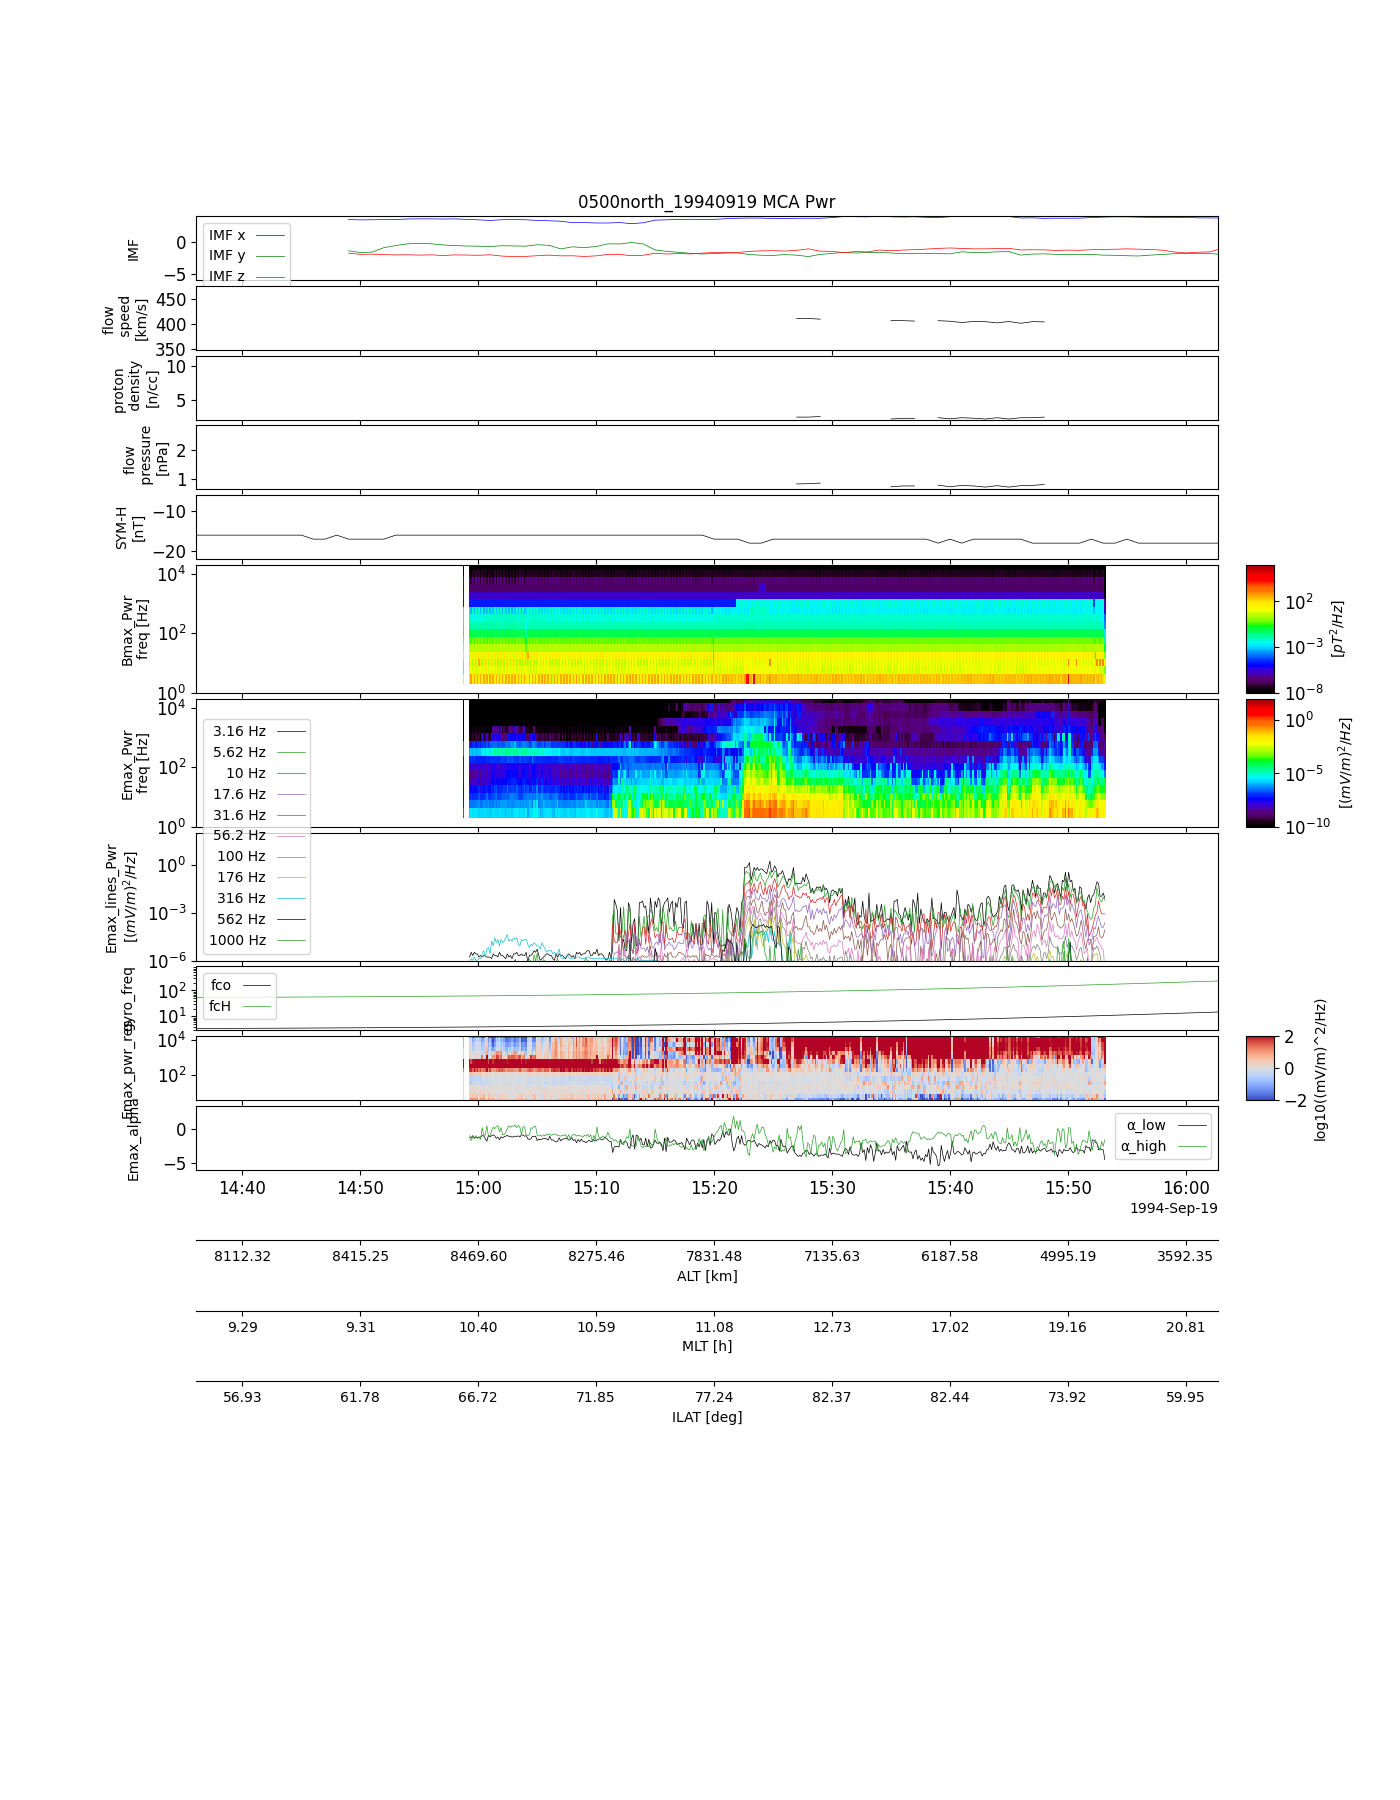 0500north_19940919 MCA Pwr
IMF
0
−5
IMF x
IMF y
IMF z
flow
speed
[km/s]
450
400
350
proton
density
[n/cc]
10
5
flow
pressure
[nPa]
2
1
SYM-H
[nT]
−10
−20
Bmax_Pwr
freq [Hz]
10^4
10^2
10^0
10^2
10^−3
10^−8
[pT^2/Hz]
Emax_Pwr
freq [Hz]
10^4
10^2
10^0
10^0
10^−5
10^−10
[(mV/m)^2/Hz]
3.16 Hz
5.62 Hz
10 Hz
17.6 Hz
31.6 Hz
56.2 Hz
100 Hz
176 Hz
316 Hz
562 Hz
1000 Hz
Emax_lines_Pwr
[(mV/m)^2/Hz]
10^0
10^−3
10^−6
gyro_freq
10^2
10^1
fco
fcH
Emax_pwr_res
10^4
10^2
2
0
−2
log10((mV/m)^2/Hz)
Emax_alpha
0
−5
α_low
α_high
14:40 14:50 15:00 15:10 15:20 15:30 15:40 15:50 16:00
1994-Sep-19
8112.32 8415.25 8469.60 8275.46 7831.48 7135.63 6187.58 4995.19 3592.35
ALT [km]
9.29 9.31 10.40 10.59 11.08 12.73 17.02 19.16 20.81
MLT [h]
56.93 61.78 66.72 71.85 77.24 82.37 82.44 73.92 59.95
ILAT [deg]